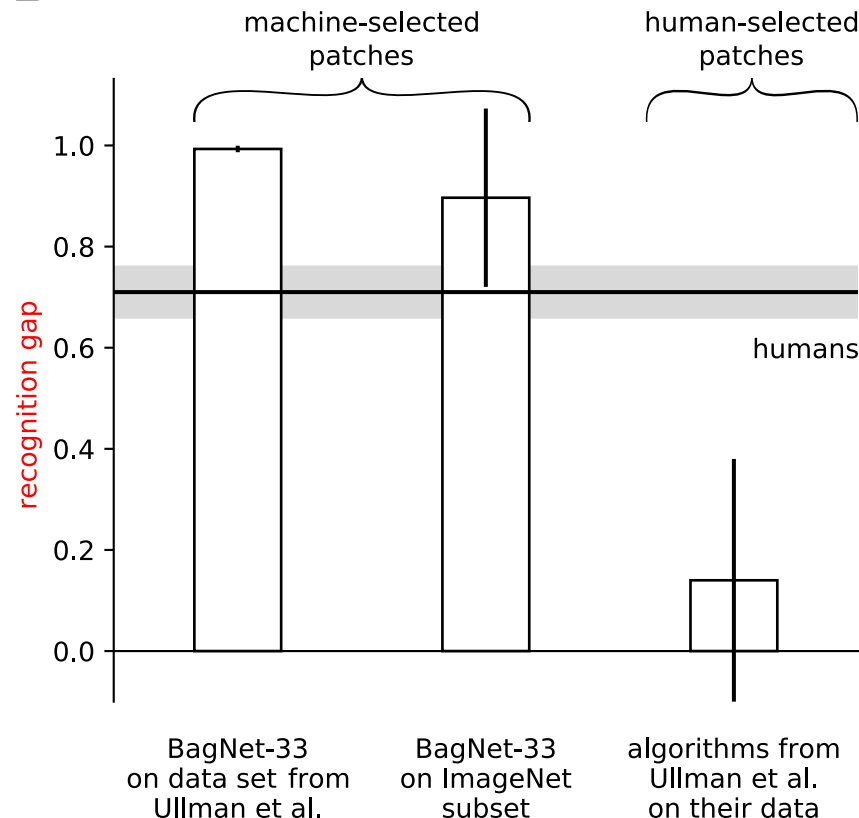 machine-selected
patches
human-selected
patches
1.0
0.8
0.6
0.4
0.2
0.0
recognition gap
humans
BagNet-33
on data set from
Ullman et al.
BagNet-33
on ImageNet
subset
algorithms from
Ullman et al.
on their data